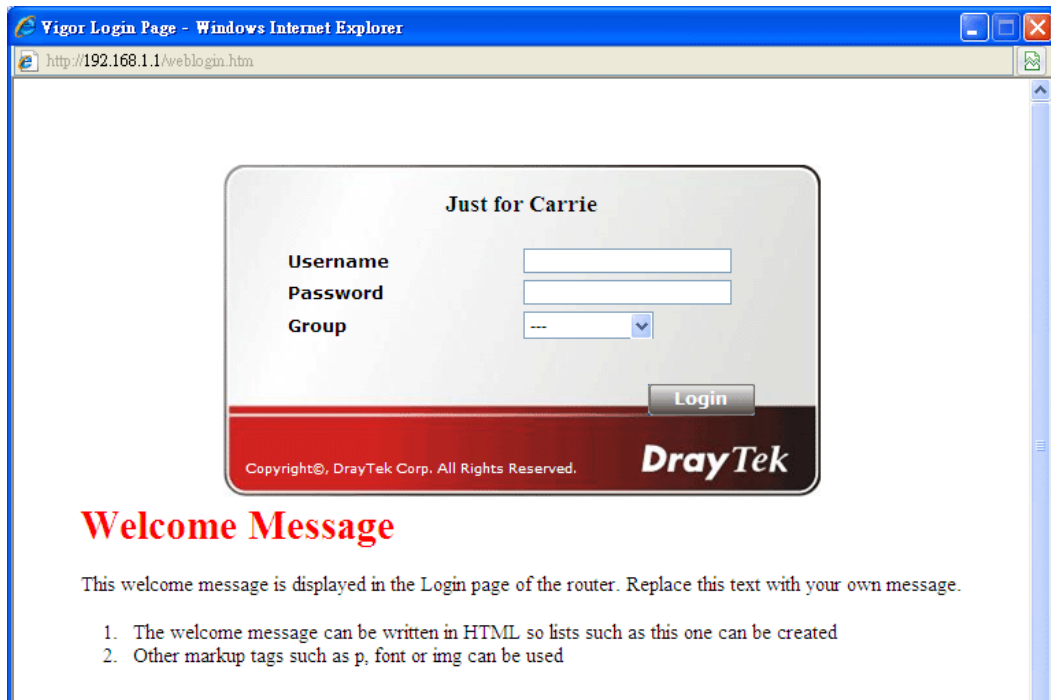 Vigor Login Page - Windows Internet Explorer
http://192.168.1.1/weblogin.htm
Just for Carrie
Username
Password
Group
---
Login
Copyright©, DrayTek Corp. All Rights Reserved.
DrayTek
Welcome Message
This welcome message is displayed in the Login page of the router. Replace this text with your own message.
1. The welcome message can be written in HTML so lists such as this one can be created
2. Other markup tags such as p, font or img can be used